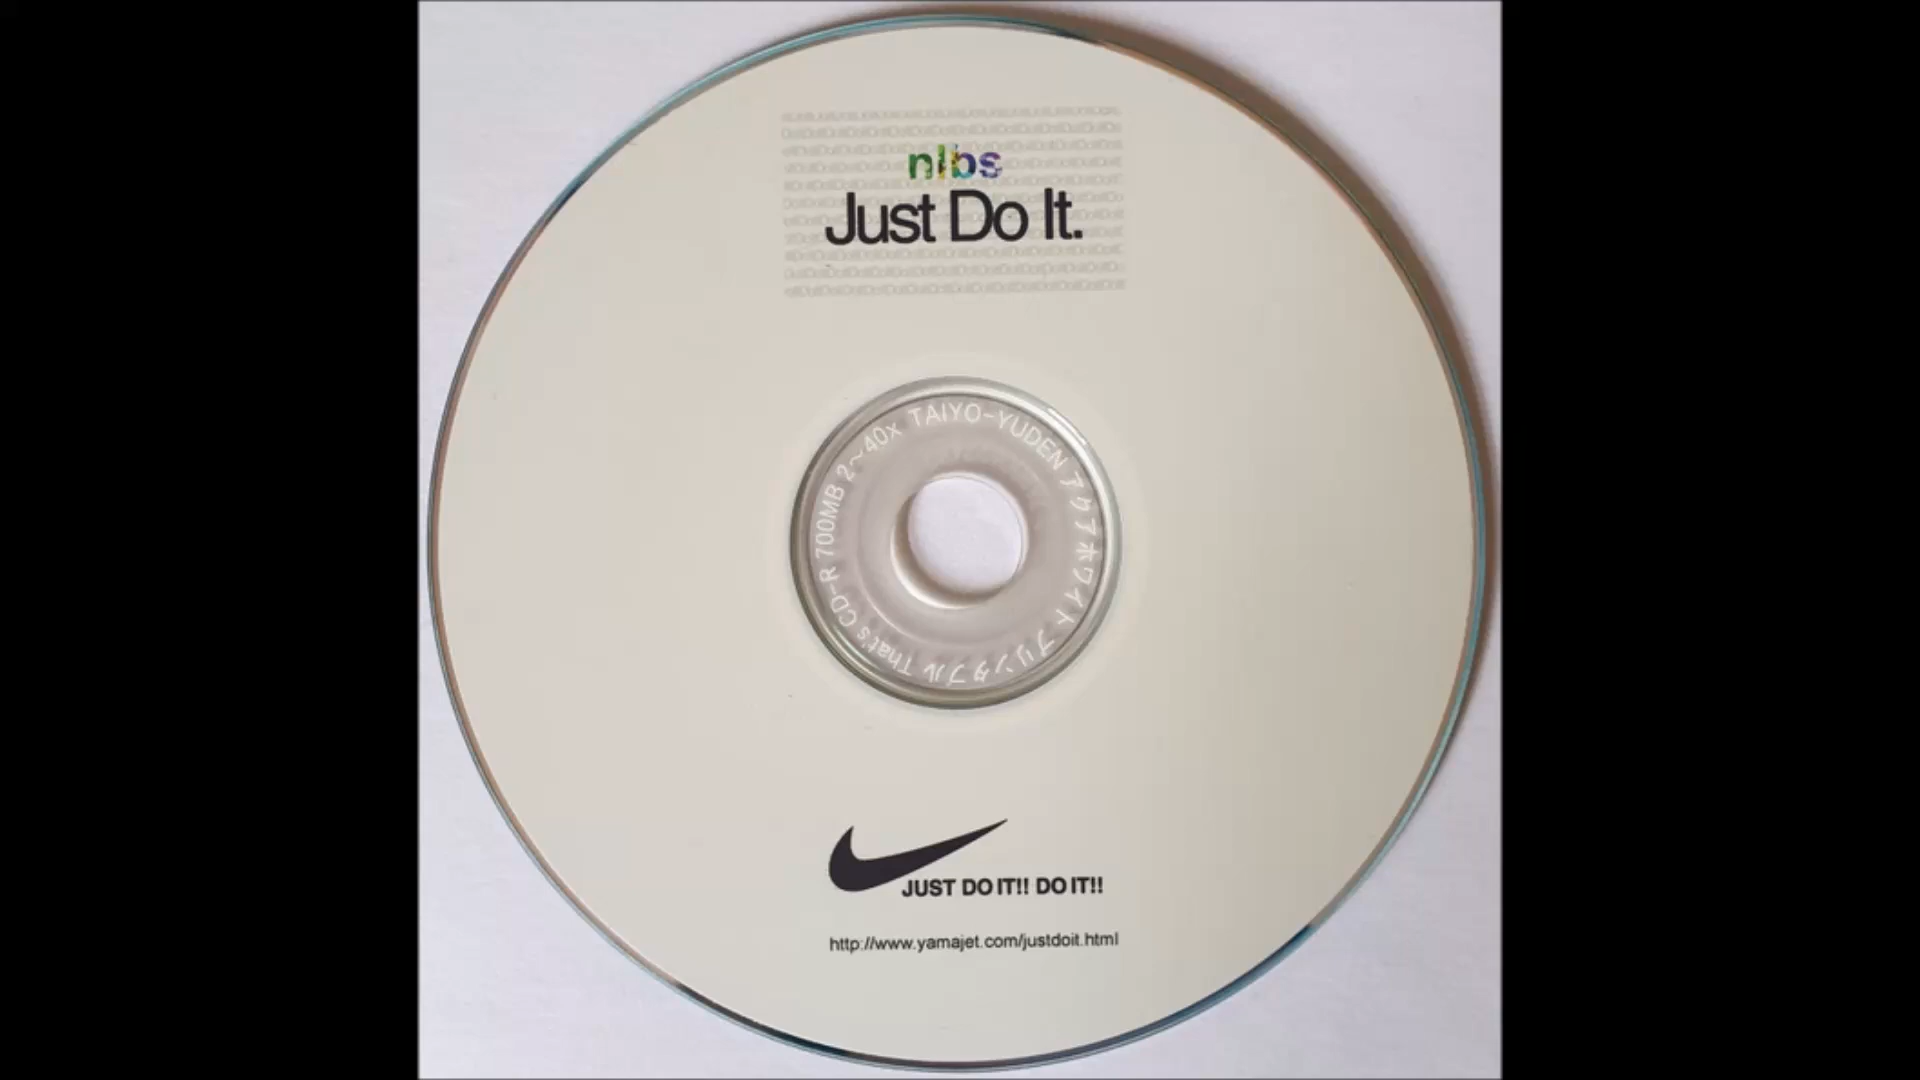 nlbs
Just Do It.
TAIYO-YUDEN アクアホワイト プリンタブル That's CD-R 700MB 2~40x
JUST DO IT!! DO IT!!
http://www.yamajet.com/justdoit.html